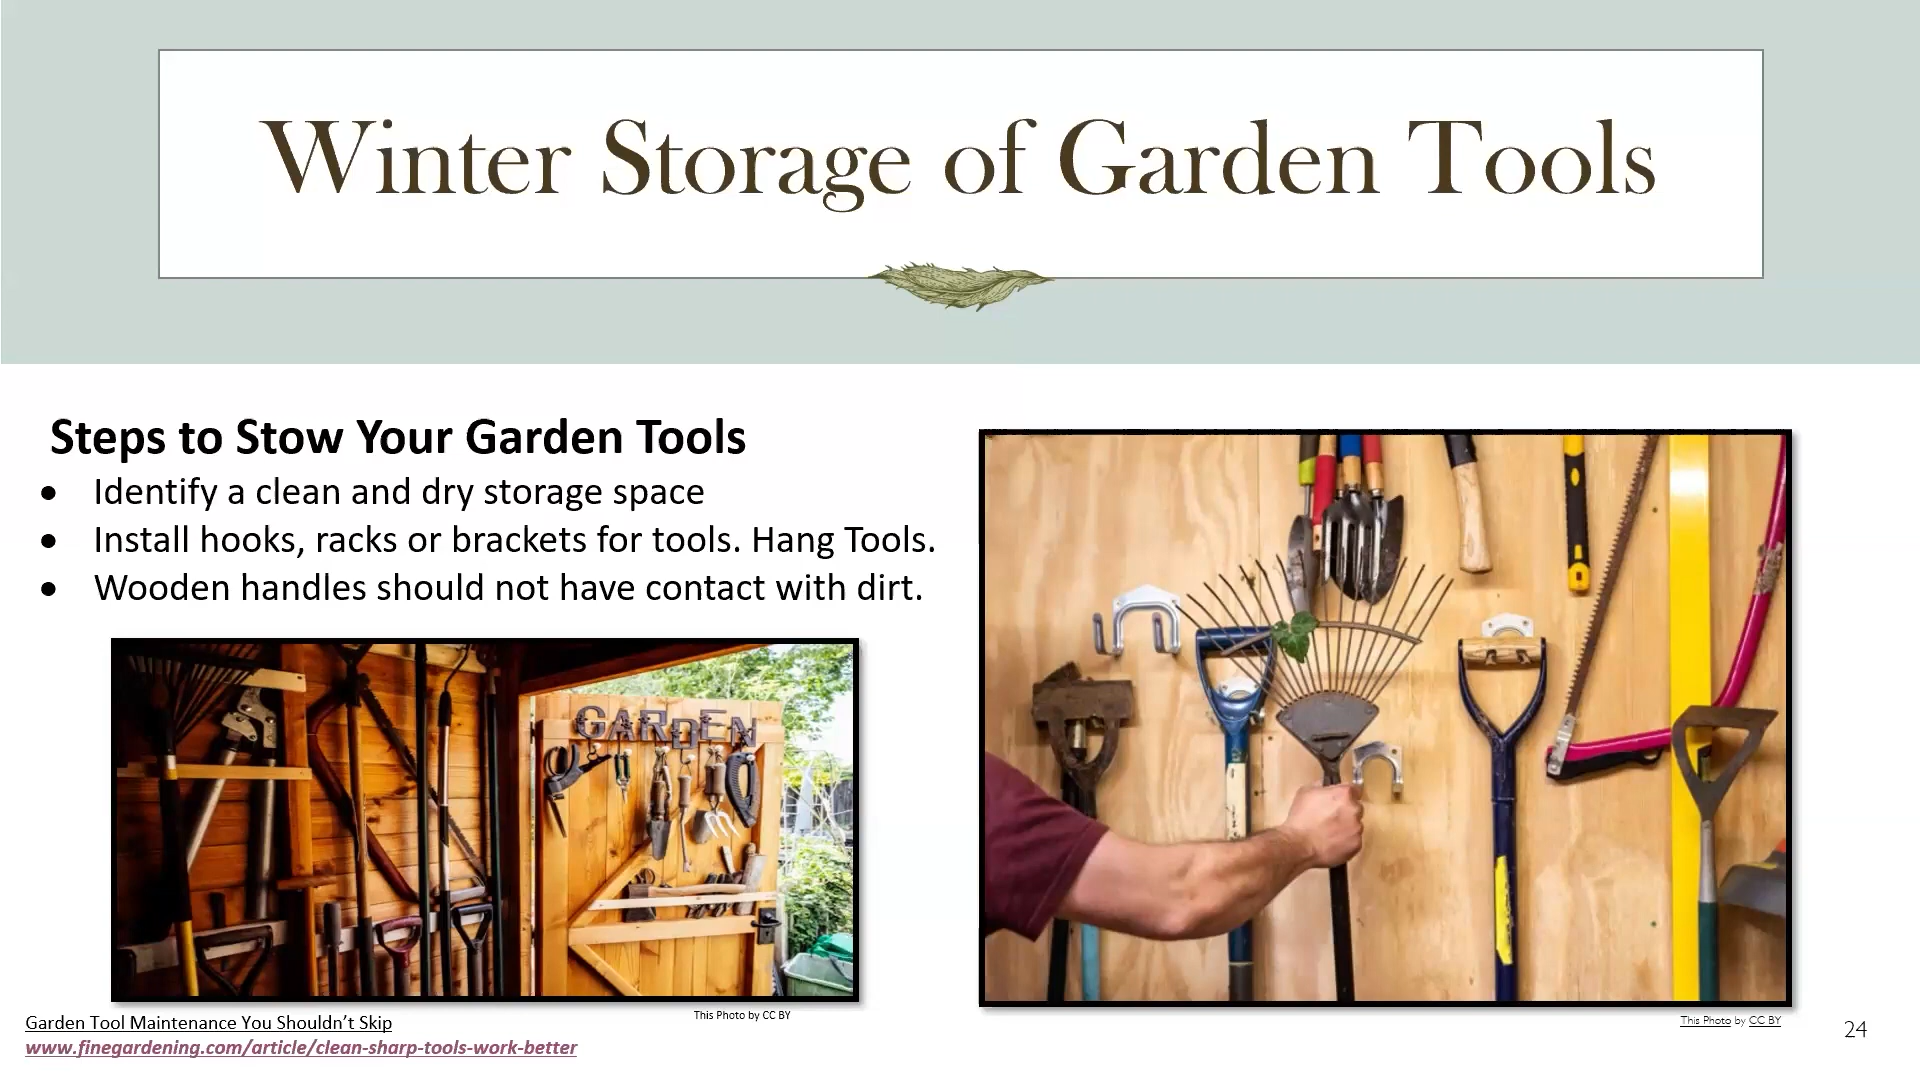 Winter Storage of Garden Tools
Steps to Stow Your Garden Tools
• Identify a clean and dry storage space
• Install hooks, racks or brackets for tools. Hang Tools.
• Wooden handles should not have contact with dirt.
GARDEN
This Photo by CC BY
Garden Tool Maintenance You Shouldn’t Skip
www.finegardening.com/article/clean-sharp-tools-work-better
This Photo by CC BY
24